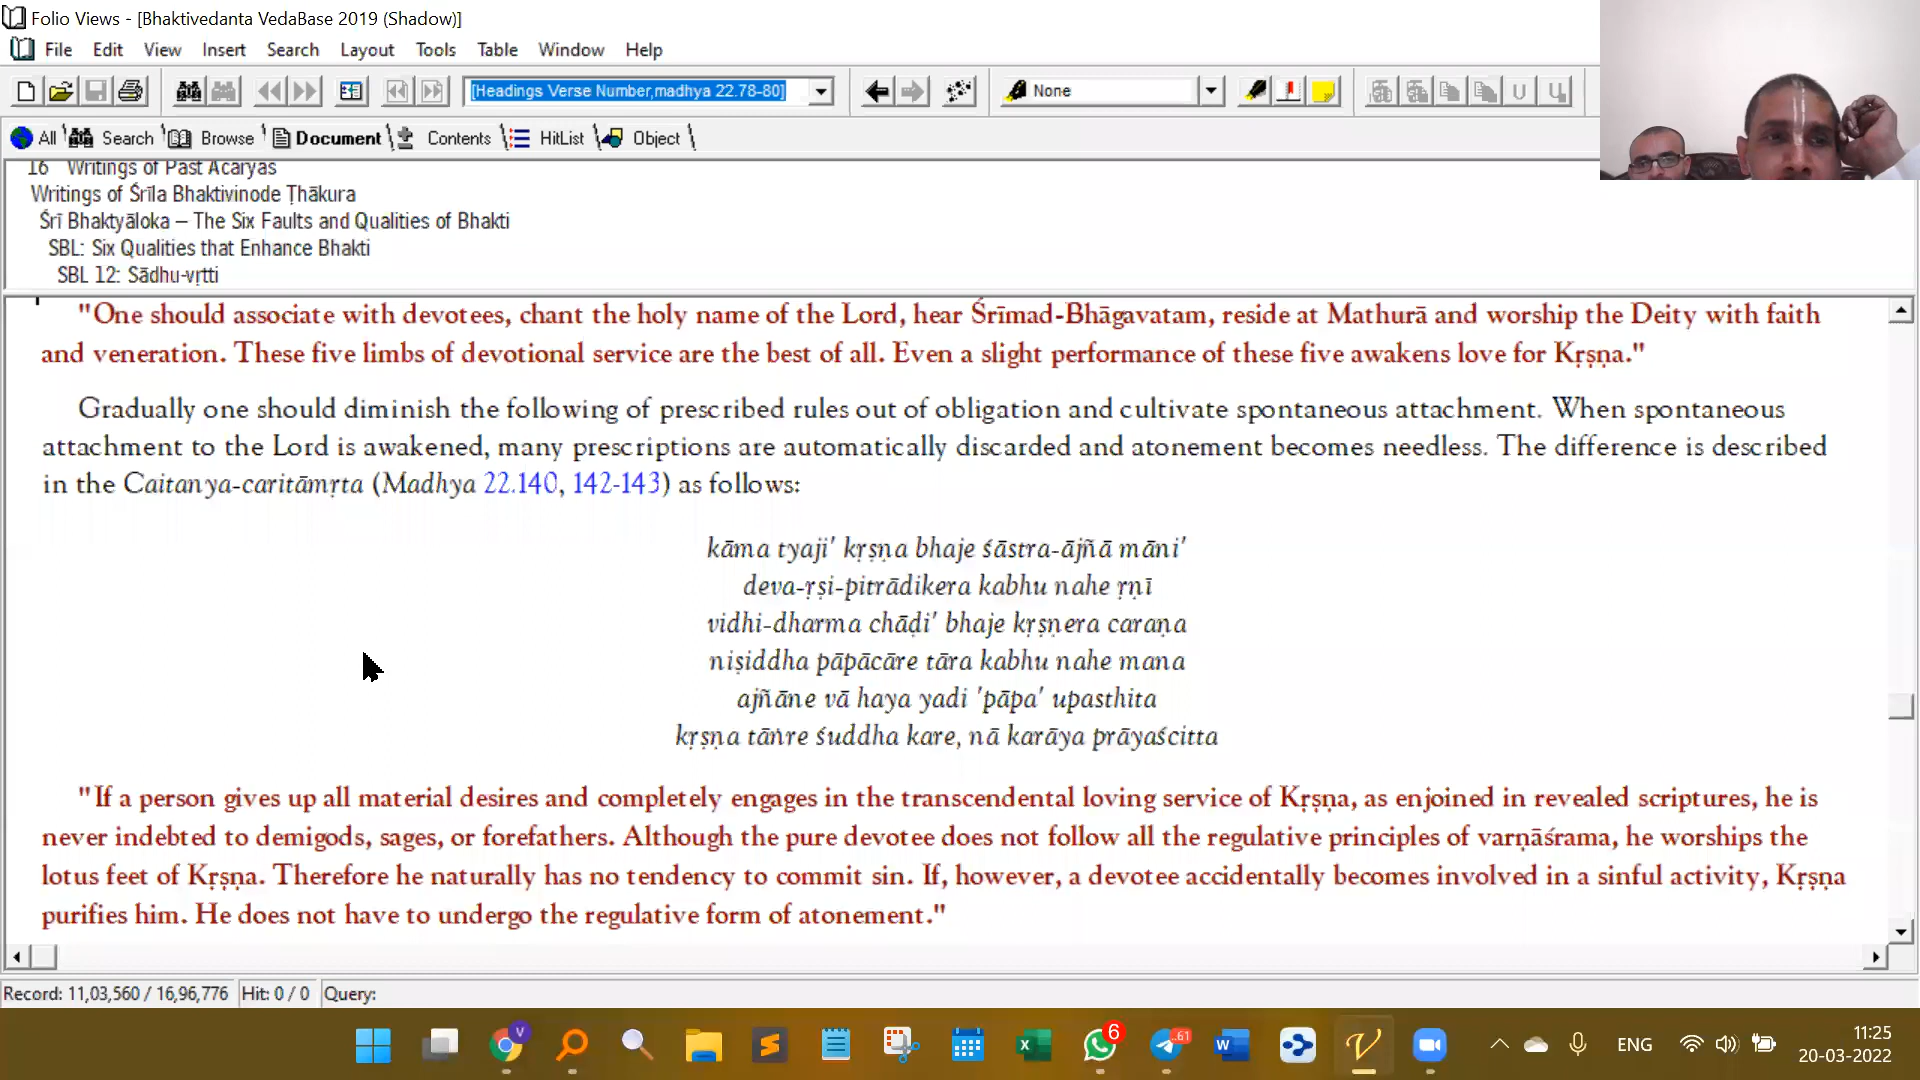 Folio Views - [Bhaktivedanta VedaBase 2019 (Shadow)]
File Edit View Insert Search Layout Tools Table Window Help
[Headings Verse Number,madhya 22.78-80] None
All Search Browse Document Contents HitList Object
16 Writings of Past Acaryas
Writings of Śrīla Bhaktivinode Ṭhākura
Śrī Bhaktyāloka – The Six Faults and Qualities of Bhakti
SBL: Six Qualities that Enhance Bhakti
SBL 12: Sādhu-vṛtti
"One should associate with devotees, chant the holy name of the Lord, hear Śrīmad-Bhāgavatam, reside at Mathurā and worship the Deity with faith
and veneration. These five limbs of devotional service are the best of all. Even a slight performance of these five awakens love for Kṛṣṇa."
Gradually one should diminish the following of prescribed rules out of obligation and cultivate spontaneous attachment. When spontaneous
attachment to the Lord is awakened, many prescriptions are automatically discarded and atonement becomes needless. The difference is described
in the Caitanya-caritāmṛta (Madhya 22.140, 142-143) as follows:
kāma tyaji' kṛṣṇa bhaje śāstra-ājñā māni'
deva-ṛṣi-pitrādikera kabhu nahe ṛṇī
vidhi-dharma chāḍi' bhaje kṛṣṇera caraṇa
niṣiddha pāpācāre tāra kabhu nahe mana
ajñāne vā haya yadi 'pāpa' upasthita
kṛṣṇa tāṅre śuddha kare, nā karāya prāyaścitta
"If a person gives up all material desires and completely engages in the transcendental loving service of Kṛṣṇa, as enjoined in revealed scriptures, he is
never indebted to demigods, sages, or forefathers. Although the pure devotee does not follow all the regulative principles of varṇāśrama, he worships the
lotus feet of Kṛṣṇa. Therefore he naturally has no tendency to commit sin. If, however, a devotee accidentally becomes involved in a sinful activity, Kṛṣṇa
purifies him. He does not have to undergo the regulative form of atonement."
Record: 11,03,560 / 16,96,776 Hit: 0 / 0 Query:
V 6 61 ENG 11:25
20-03-2022